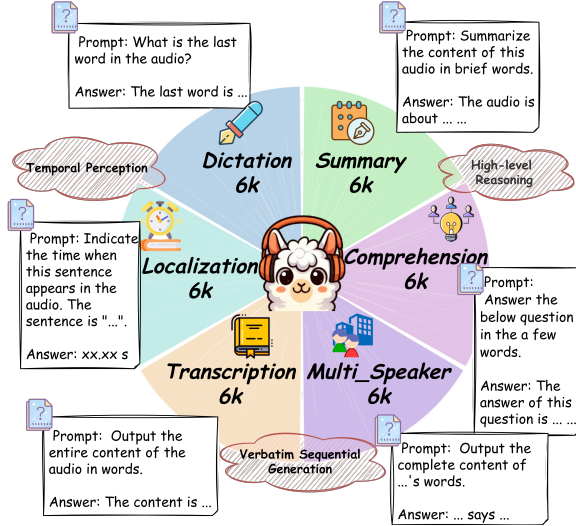 Prompt: What is the last
word in the audio?
Answer: The last word is ...
Prompt: Summarize
the content of this
audio in brief words.
Answer: The audio is
about ... ...
Dictation
6k
Summary
6k
Temporal Perception
High-level
Reasoning
Prompt: Indicate
the time when
this sentence
appears in the
audio. The
sentence is "...".
Answer: xx.xx s
Localization
6k
Comprehension
6k
Prompt:
Answer the
below question
in the a few
words.
Answer: The
answer of this
question is ... ...
Transcription
6k
Multi_Speaker
6k
Prompt: Output the
entire content of the
audio in words.
Answer: The content is ...
Verbatim Sequential
Generation
Prompt: Output the
complete content of
...'s words.
Answer: ... says ...
?
?
?
?
?
?